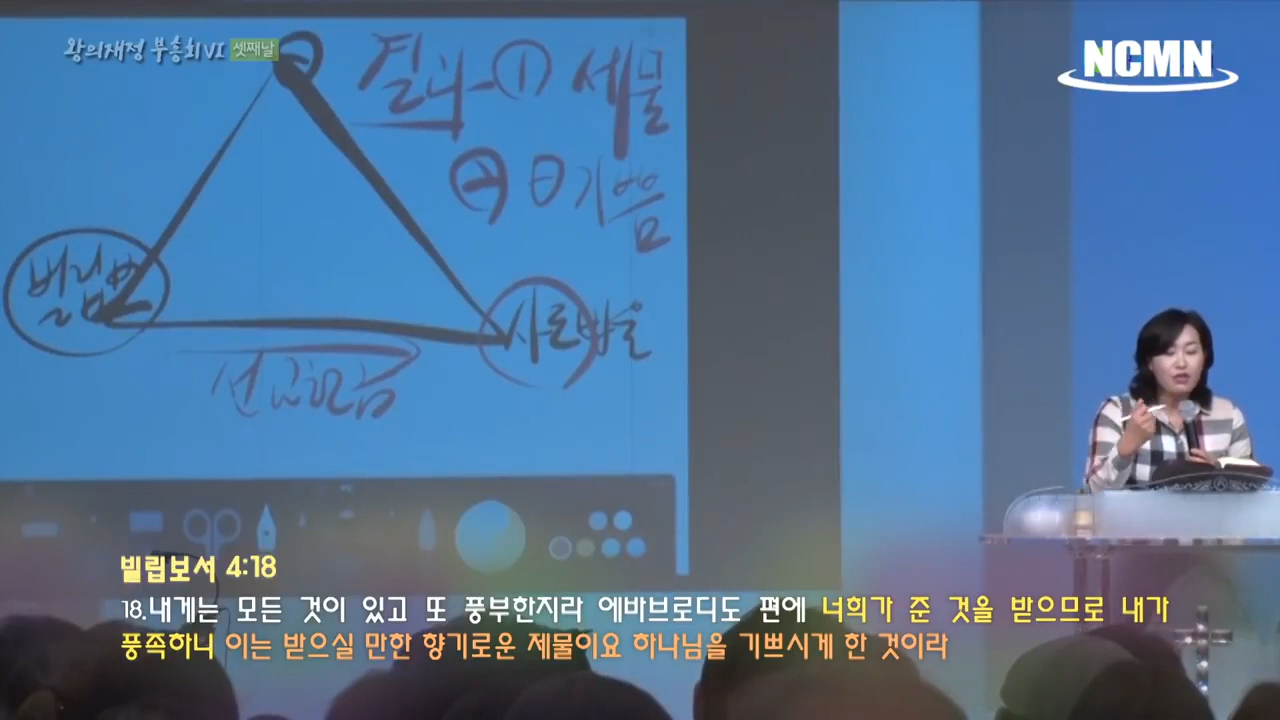 왕의재정 부흥회 VI 셋째날
NCMN
결과 ① 제물
② ㅇ기쁨
빌립보
사도바울
선교헌금
빌립보서 4:18
18.내게는 모든 것이 있고 또 풍부한지라 에바브로디도 편에 너희가 준 것을 받으므로 내가
풍족하니 이는 받으실 만한 향기로운 제물이요 하나님을 기쁘시게 한 것이라